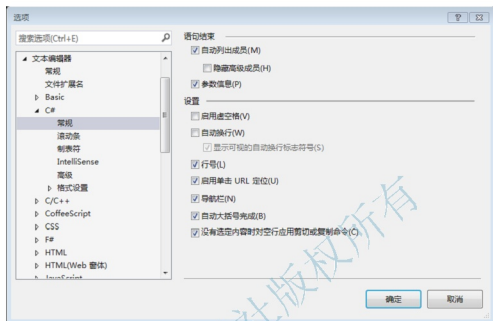 选项
搜索选项(Ctrl+E)
文本编辑器
常规
文件扩展名
Basic
C#
常规
滚动条
制表符
IntelliSense
高级
格式设置
C/C++
CoffeeScript
CSS
F#
HTML
HTML(Web 窗体)
JavaScript
语句结束
自动列出成员(M)
隐藏高级成员(H)
参数信息(P)
设置
启用虚空格(V)
自动换行(W)
显示可视的自动换行标志符号(S)
行号(L)
启用单击 URL 定位(U)
导航栏(N)
自动大括号完成(B)
没有选定内容时对空行应用剪切或复制命令(C)
确定
取消
社版权所有